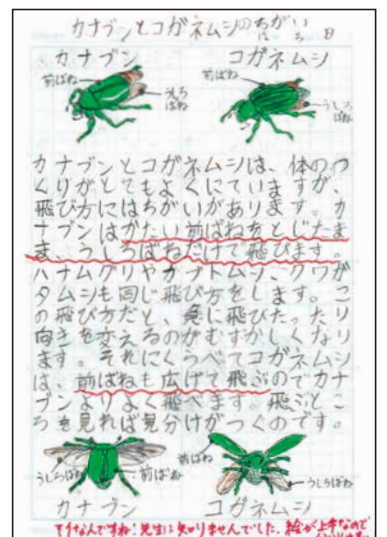 カナブンとコガネムシのちがい
カナブン
コガネムシ
前ばね
うしろ
ばね
前ばね
うしろ
ばね
カナブンとコガネムシは、体のつ
くりがとてもよくにていますが、
飛び方にはちがいがあります。カ
ナブンはかたい前ばねをとじたま
ま、うしろばねだけで飛びます。
ハナムグリやカブトムシ、クワガ
タムシも同じ飛び方をします。こ
の飛び方だと、急に飛びたったり
向きを変えるのがむずかしくなり
ます。それにくらべてコガネムシ
は、前ばねも広げて飛ぶのでカナ
ブンよりよく飛べます。飛ぶとこ
ろを見れば見分けがつくのです。
うしろばね
前ばね
前ばね
うしろばね
カナブン
コガネムシ
そうなんですね!先生は知りませんでした。絵が上手なので